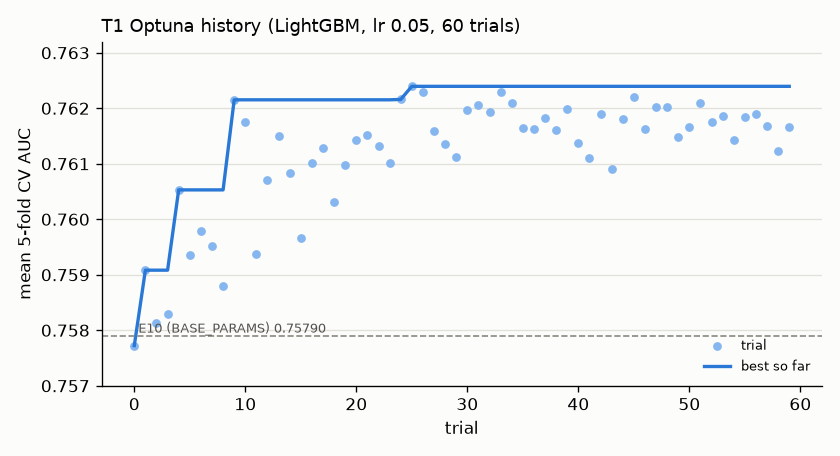 T1 Optuna history (LightGBM, lr 0.05, 60 trials)
mean 5-fold CV AUC
0.763
0.762
0.761
0.760
0.759
0.758
0.757
E10 (BASE_PARAMS) 0.75790
trial
best so far
0 10 20 30 40 50 60
trial